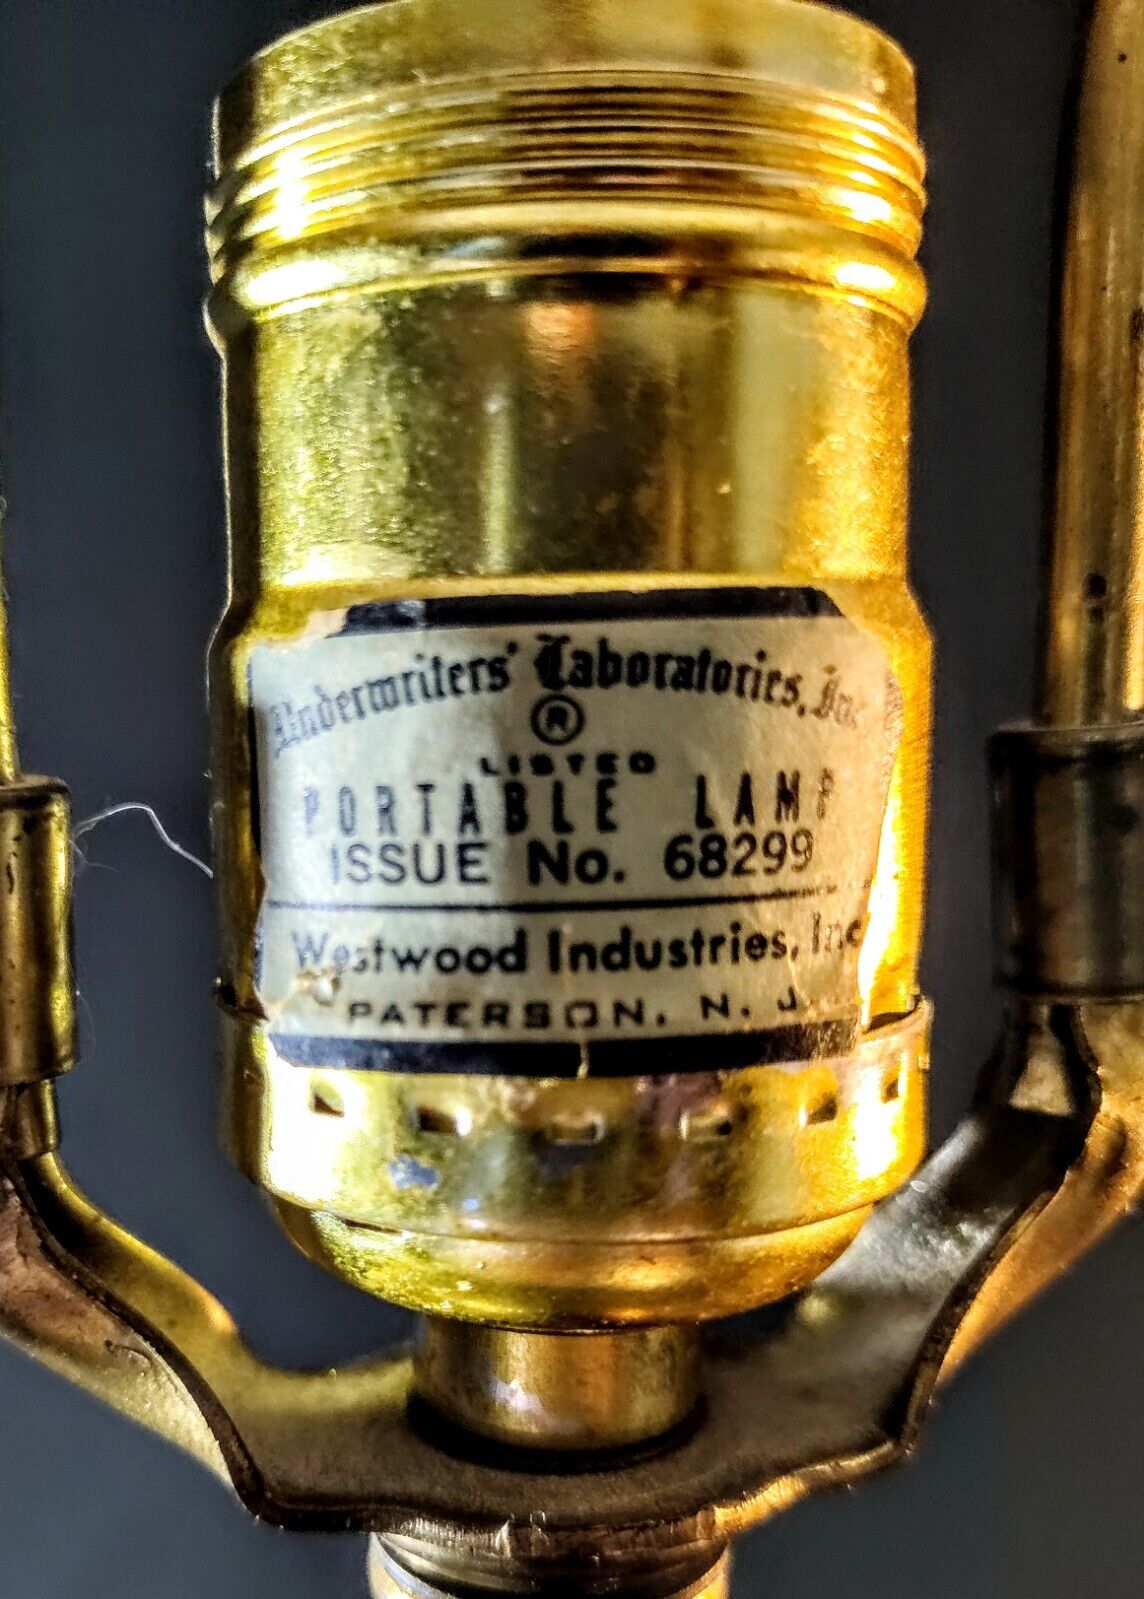 Underwriters' Laboratories, Inc
®
LISTED
PORTABLE LAMP
ISSUE No. 68299
Westwood Industries, Inc
PATERSON, N. J.